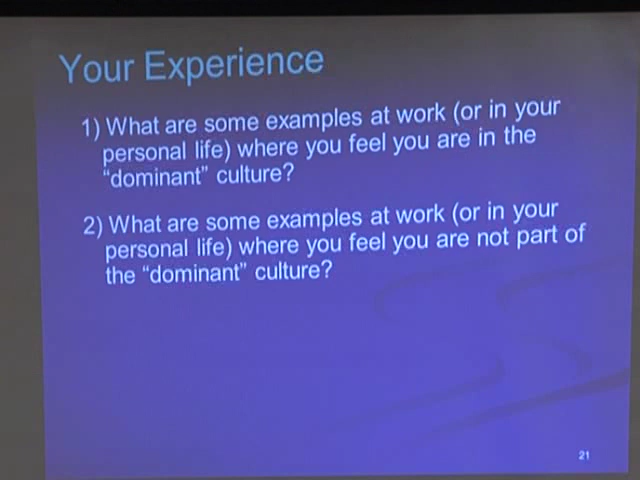 Your Experience
1) What are some examples at work (or in your
personal life) where you feel you are in the
“dominant” culture?
2) What are some examples at work (or in your
personal life) where you feel you are not part of
the “dominant” culture?
21